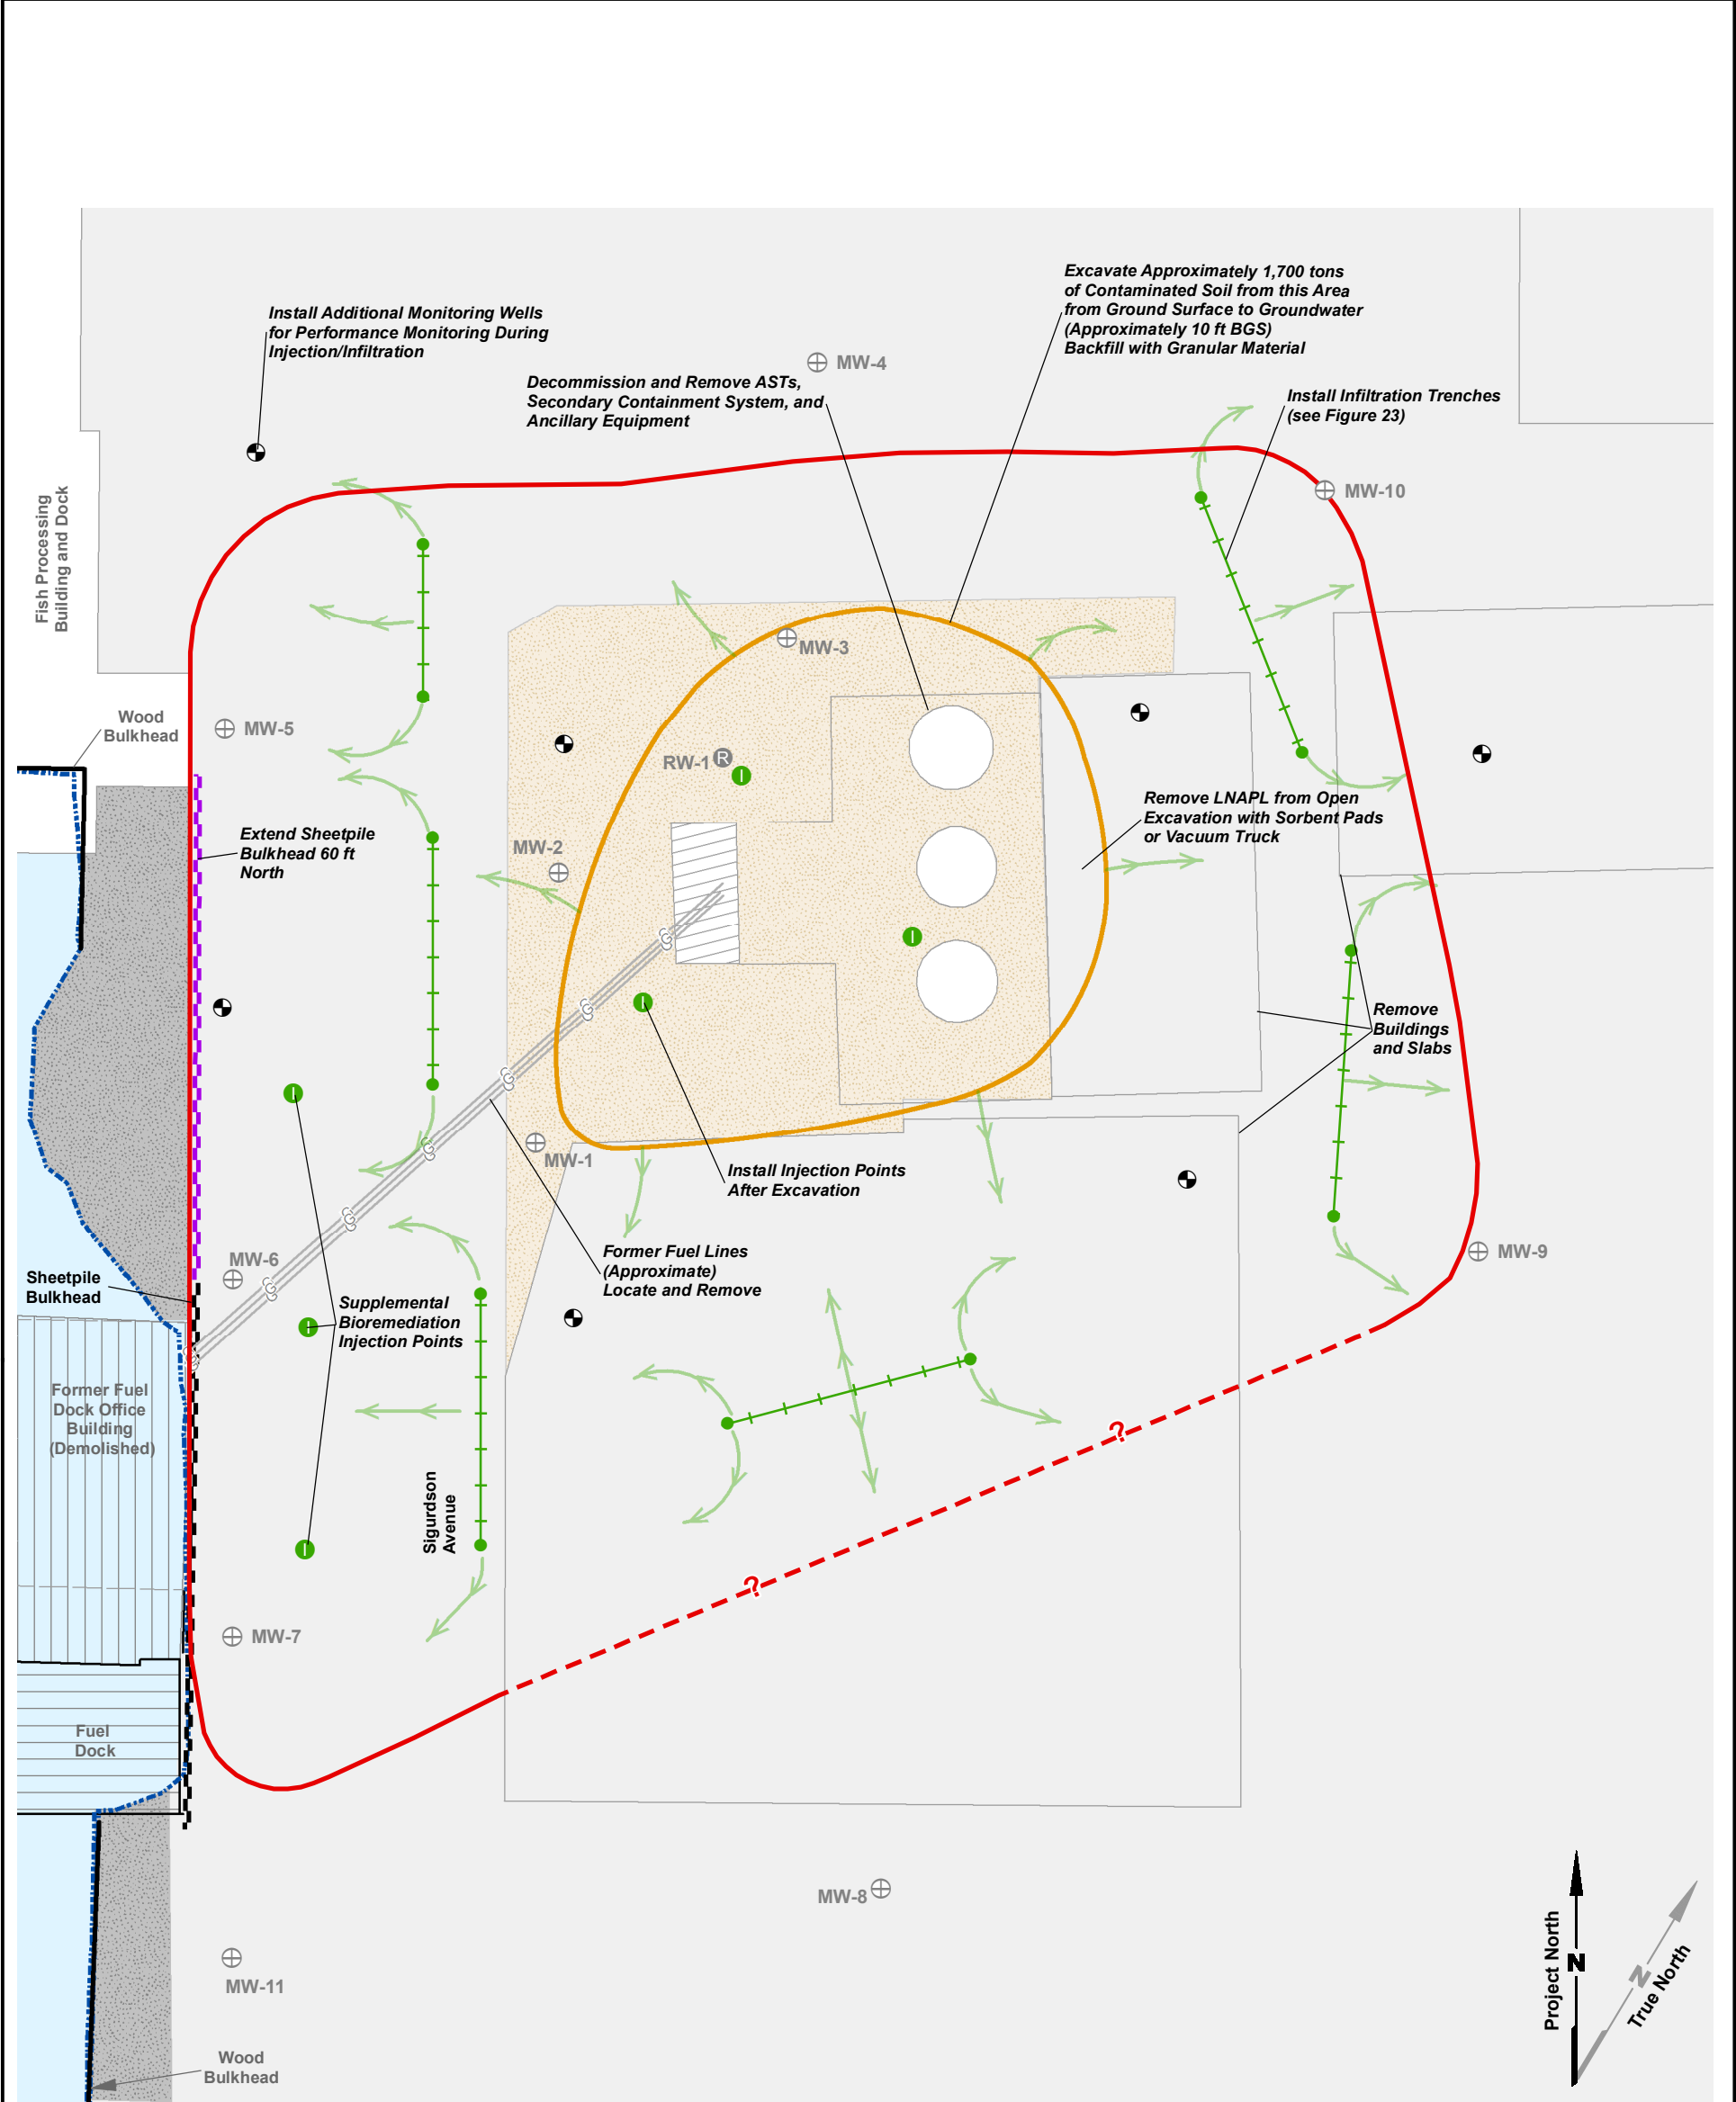 Excavate Approximately 1,700 tons
of Contaminated Soil from this Area
from Ground Surface to Groundwater
(Approximately 10 ft BGS)
Backfill with Granular Material
Install Additional Monitoring Wells
for Performance Monitoring During
Injection/Infiltration
MW-4
Decommission and Remove ASTs,
Secondary Containment System, and
Ancillary Equipment
Install Infiltration Trenches
(see Figure 23)
MW-10
Fish Processing
Building and Dock
MW-3
Wood
Bulkhead
MW-5
RW-1
R
I
Remove LNAPL from Open
Excavation with Sorbent Pads
or Vacuum Truck
Extend Sheetpile
Bulkhead 60 ft
North
MW-2
I
G
G
I
G
G
Remove
Buildings
and Slabs
G
G
I
MW-1
G
G
Install Injection Points
After Excavation
G
G
Former Fuel Lines
(Approximate)
Locate and Remove
MW-6
MW-9
Sheetpile
Bulkhead
G
G
Supplemental
Bioremediation
Injection Points
I
G
G
Former Fuel
Dock Office
Building
(Demolished)
?
Sigurdson
Avenue
I
?
MW-7
Fuel
Dock
MW-8
MW-11
Project North
N
N
True North
Wood
Bulkhead